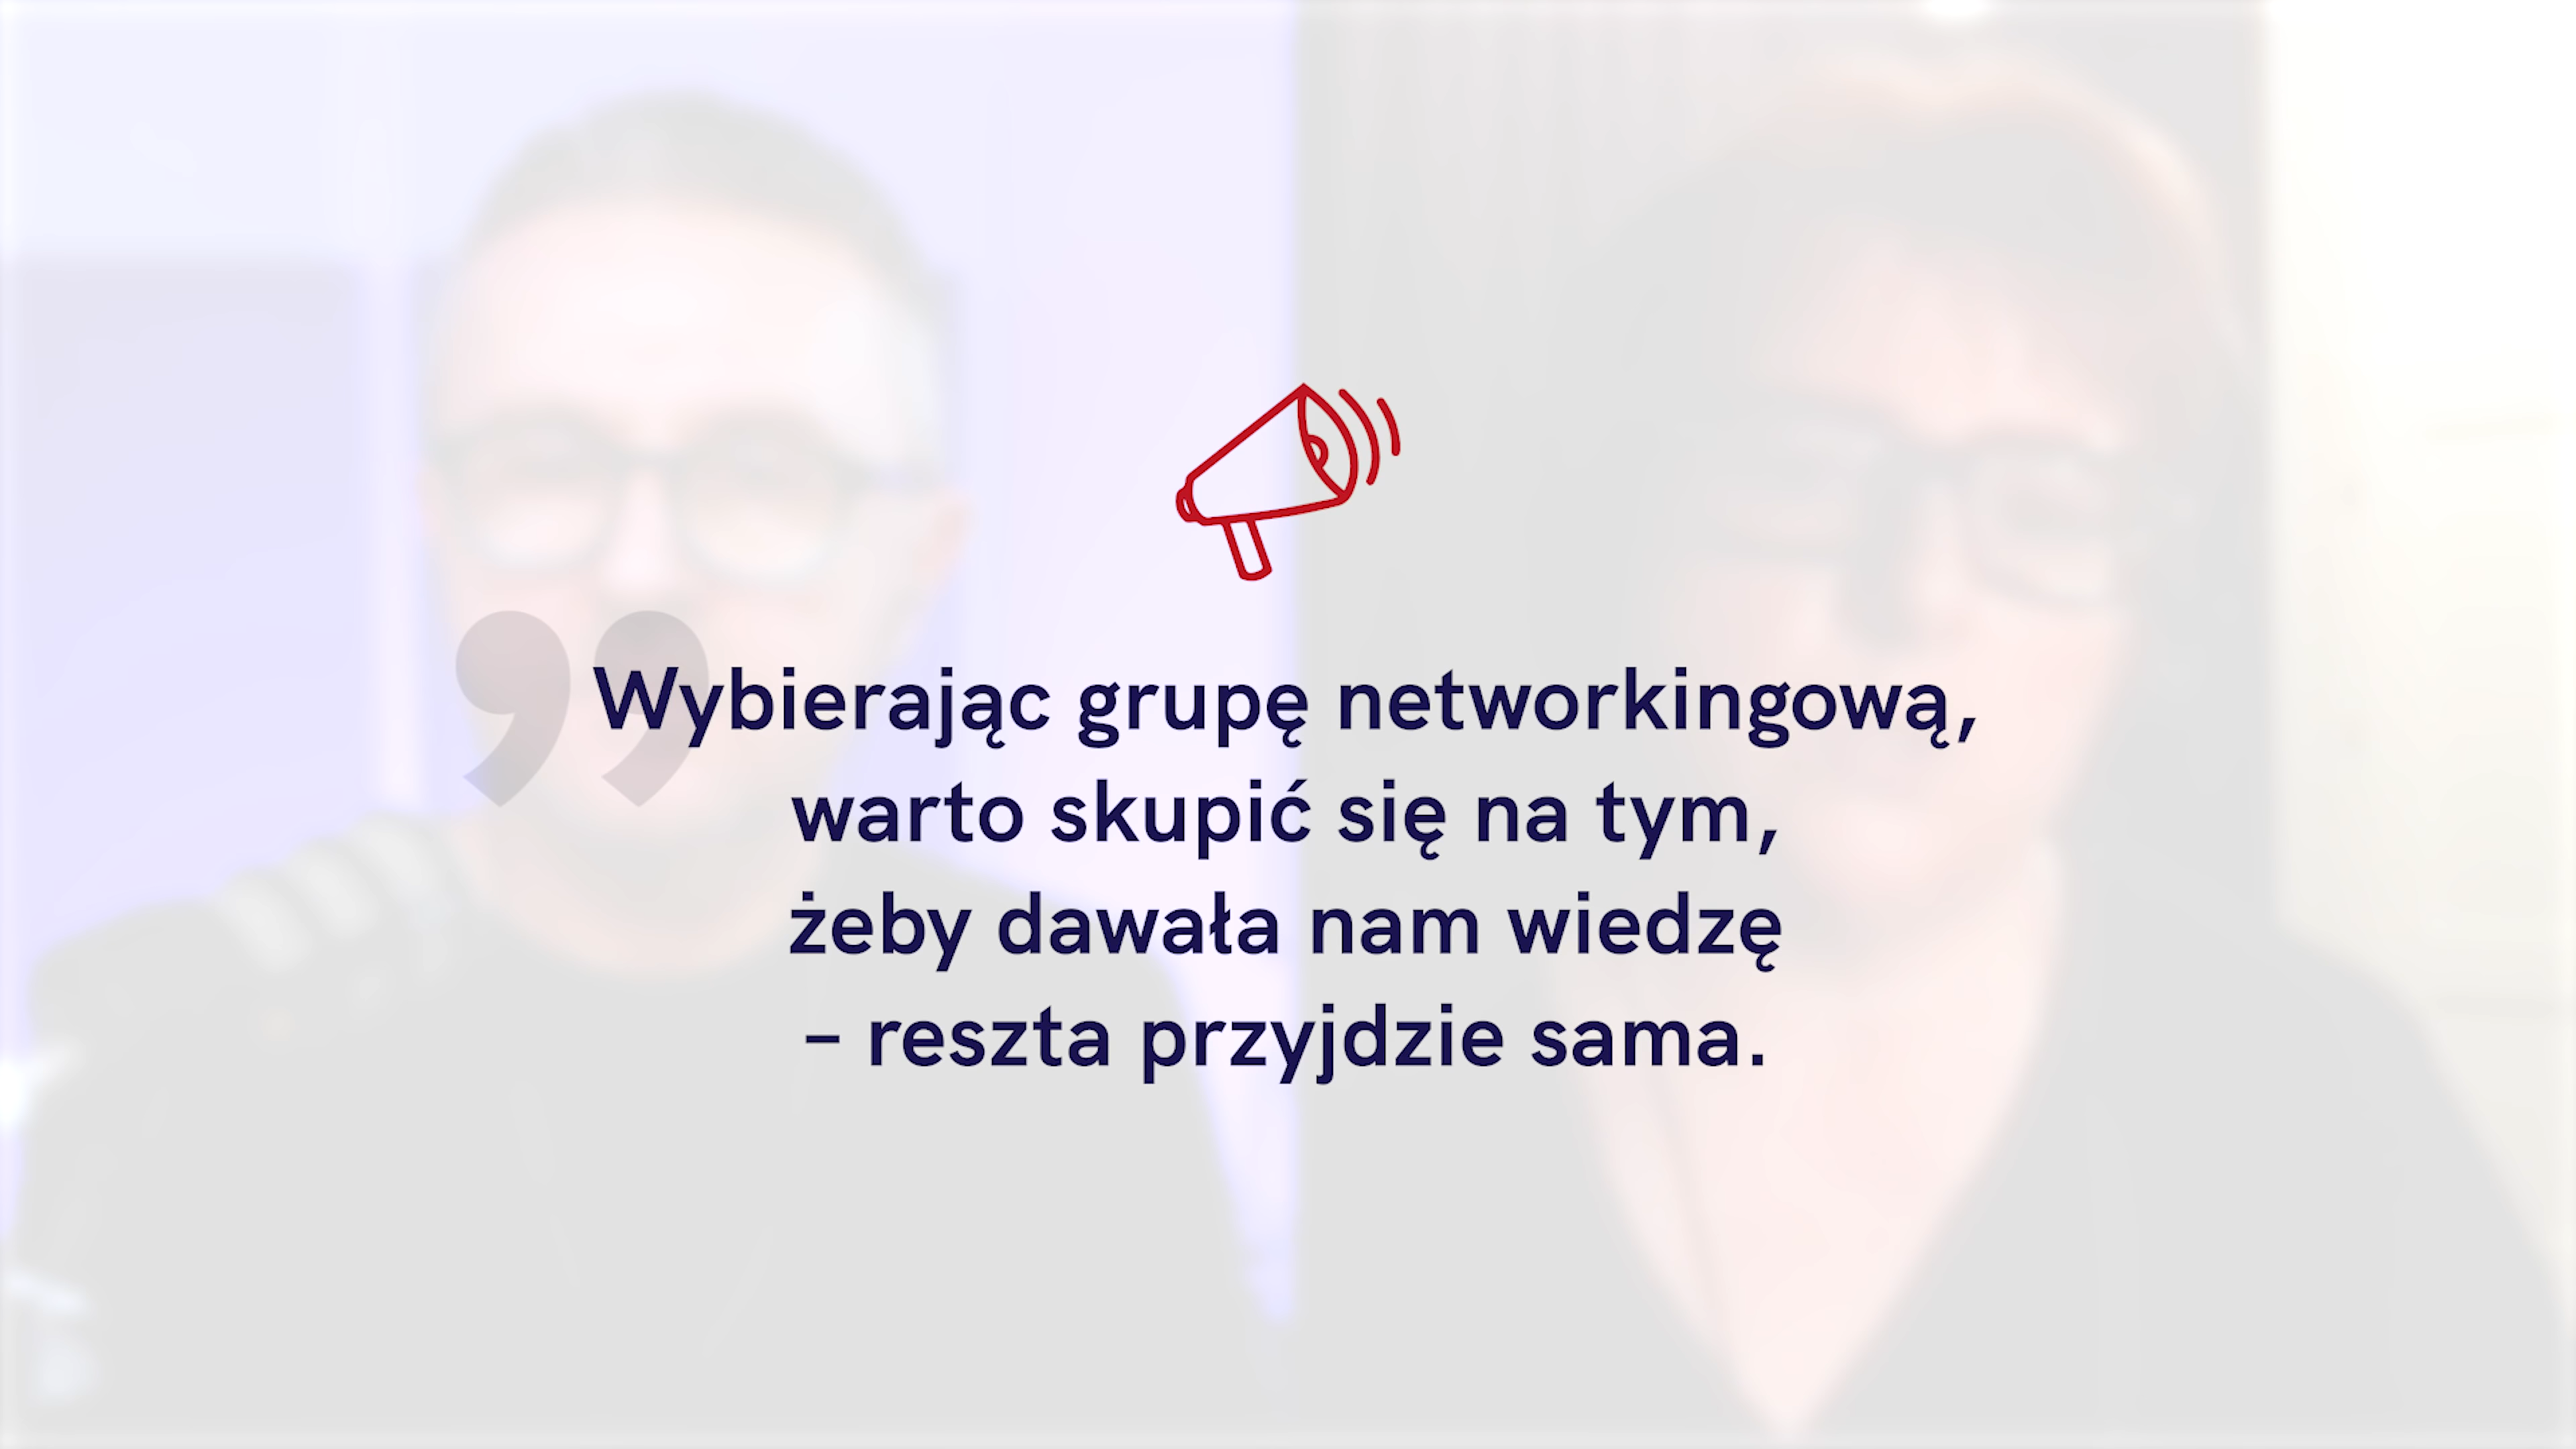 Wybierając grupę networkingową,
warto skupić się na tym,
żeby dawała nam wiedzę
– reszta przyjdzie sama.